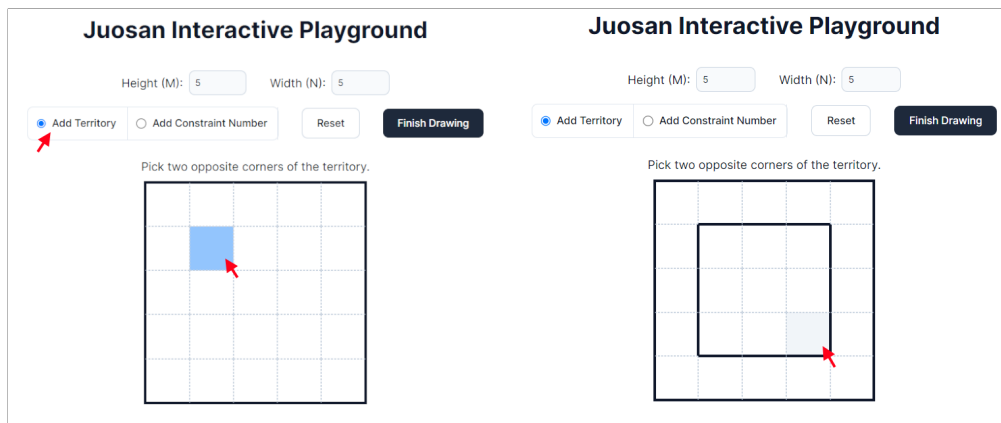 Juosan Interactive Playground
Height (M): 5 Width (N): 5
Add Territory Add Constraint Number Reset Finish Drawing
Pick two opposite corners of the territory.
Juosan Interactive Playground
Height (M): 5 Width (N): 5
Add Territory Add Constraint Number Reset Finish Drawing
Pick two opposite corners of the territory.